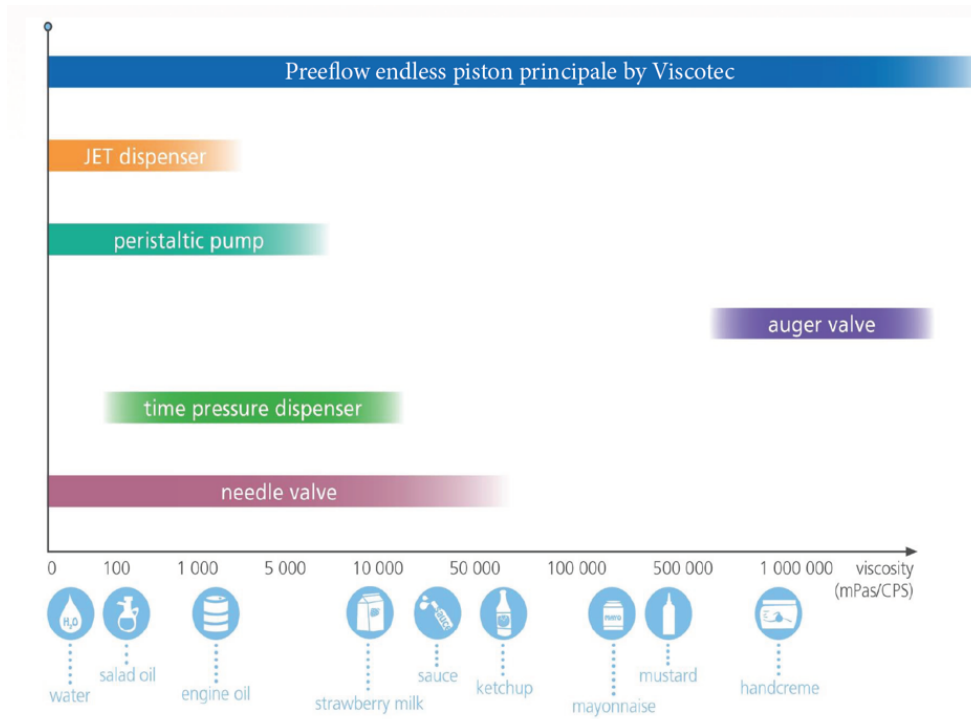 Preeflow endless piston principale by Viscotec
JET dispenser
peristaltic pump
auger valve
time pressure dispenser
needle valve
0 100 1 000 5 000 10 000 50 000 100 000 500 000 1 000 000 viscosity
(mPas/CPS)
H₂O
water
salad oil
engine oil
strawberry milk
sauce
ketchup
mayonnaise
mustard
handcreme